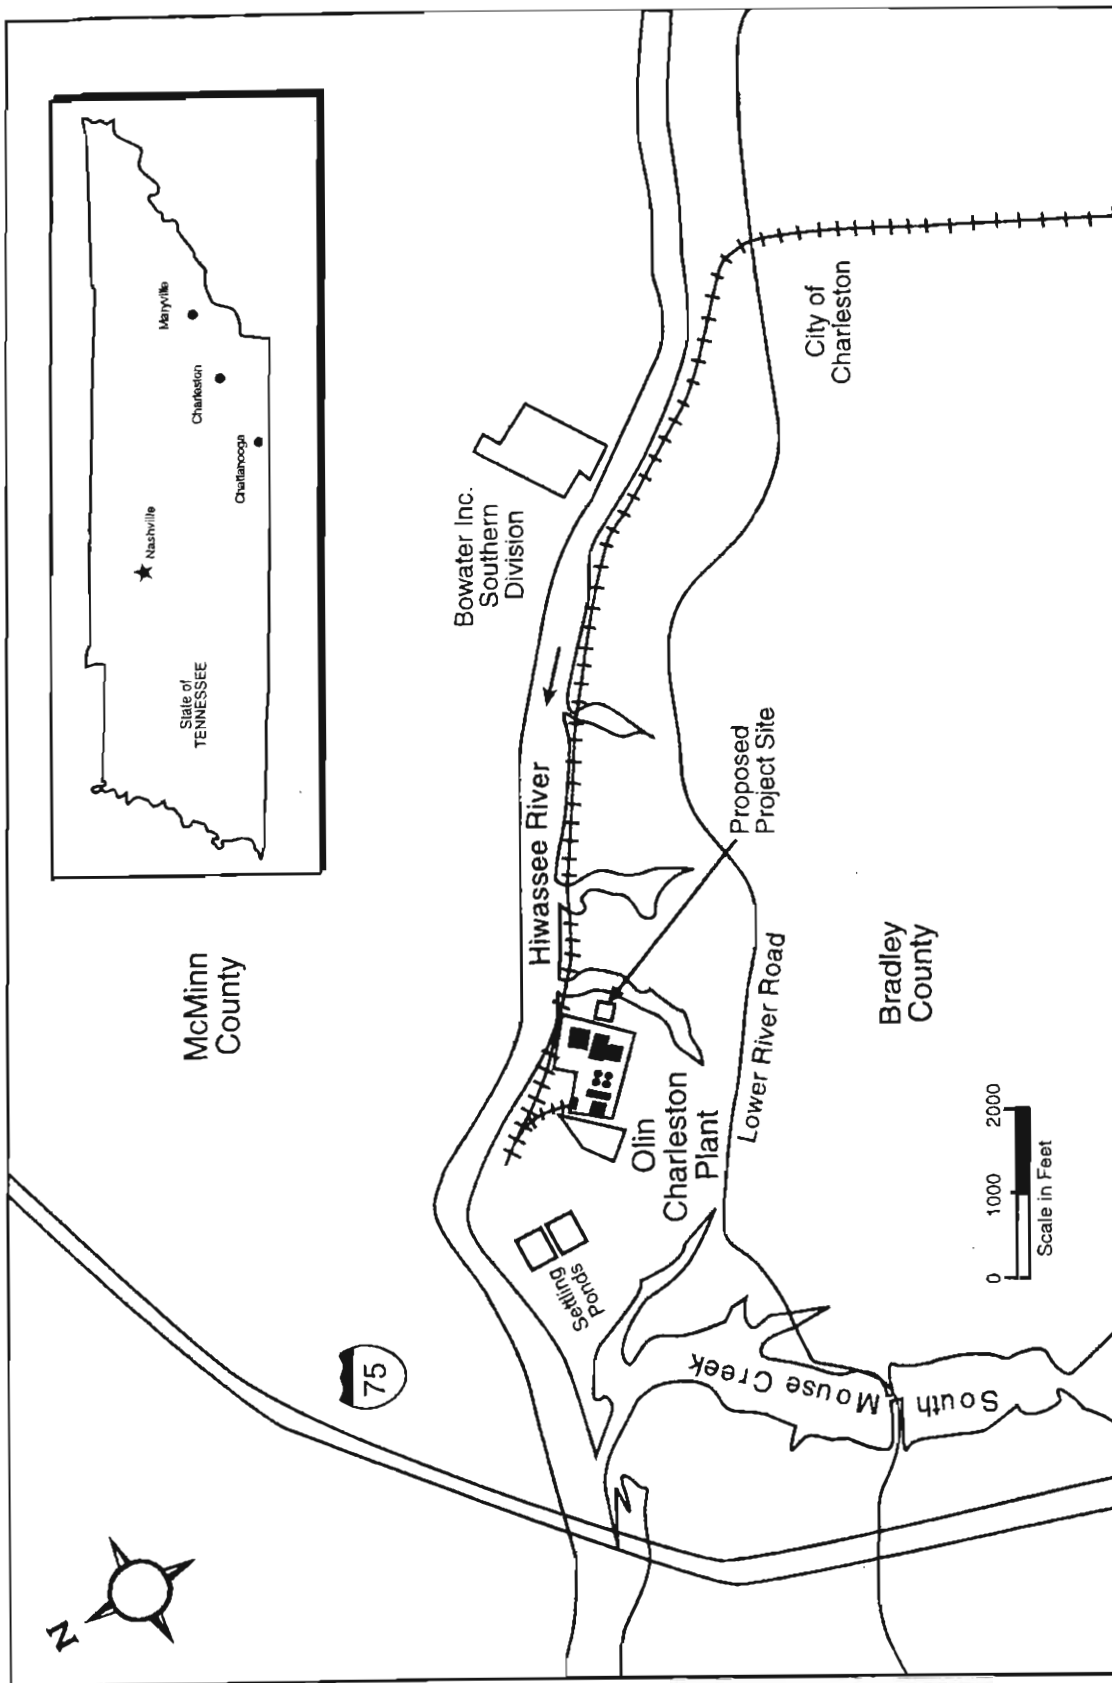 N
75
McMinn
County
State of
TENNESSEE
Nashville
Chattanooga
Charleston
Maryville
Bowater Inc.
Southern
Division
Hiwassee River
City of
Charleston
Proposed
Project Site
Settling
Ponds
Olin
Charleston
Plant
Lower River Road
Bradley
County
South
Mouse Creek
0 1000 2000
Scale in Feet